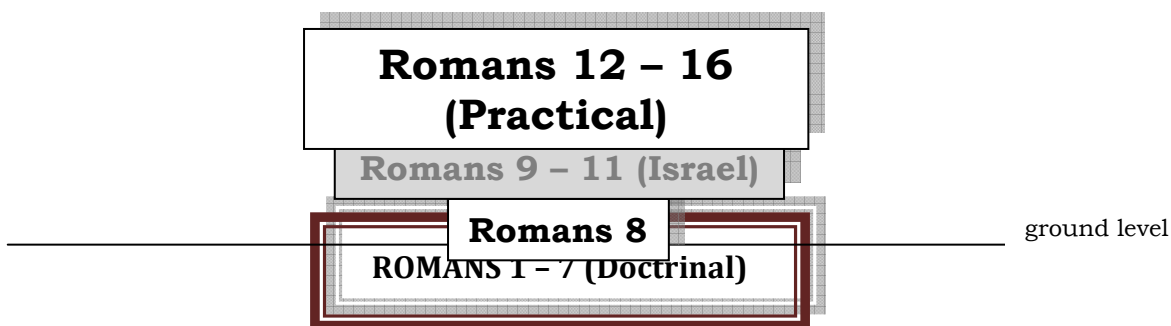 Romans 12 – 16
(Practical)
Romans 9 – 11 (Israel)
Romans 8
ground level
ROMANS 1 – 7 (Doctrinal)